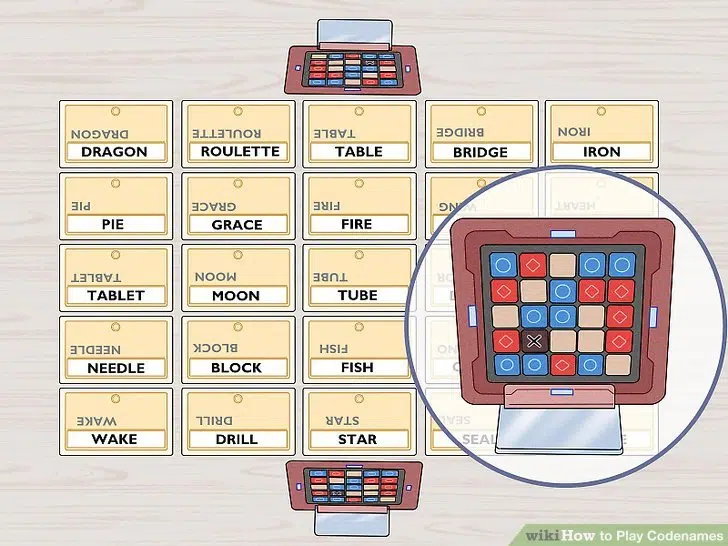 DRAGON ROULETTE TABLE BRIDGE IRON
DRAGON ROULETTE TABLE BRIDGE IRON
PIE GRACE FIRE WING HEART
PIE GRACE FIRE
TABLET MOON TUBE
TABLET MOON TUBE
NEEDLE BLOCK FISH
NEEDLE BLOCK FISH
WAKE DRILL STAR SEAL
WAKE DRILL STAR SEAL
wikiHow to Play Codenames